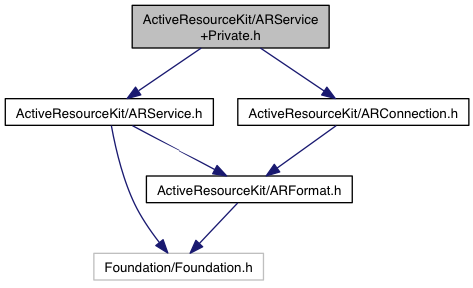 ActiveResourceKit/ARService
+Private.h
ActiveResourceKit/ARService.h
ActiveResourceKit/ARConnection.h
ActiveResourceKit/ARFormat.h
Foundation/Foundation.h